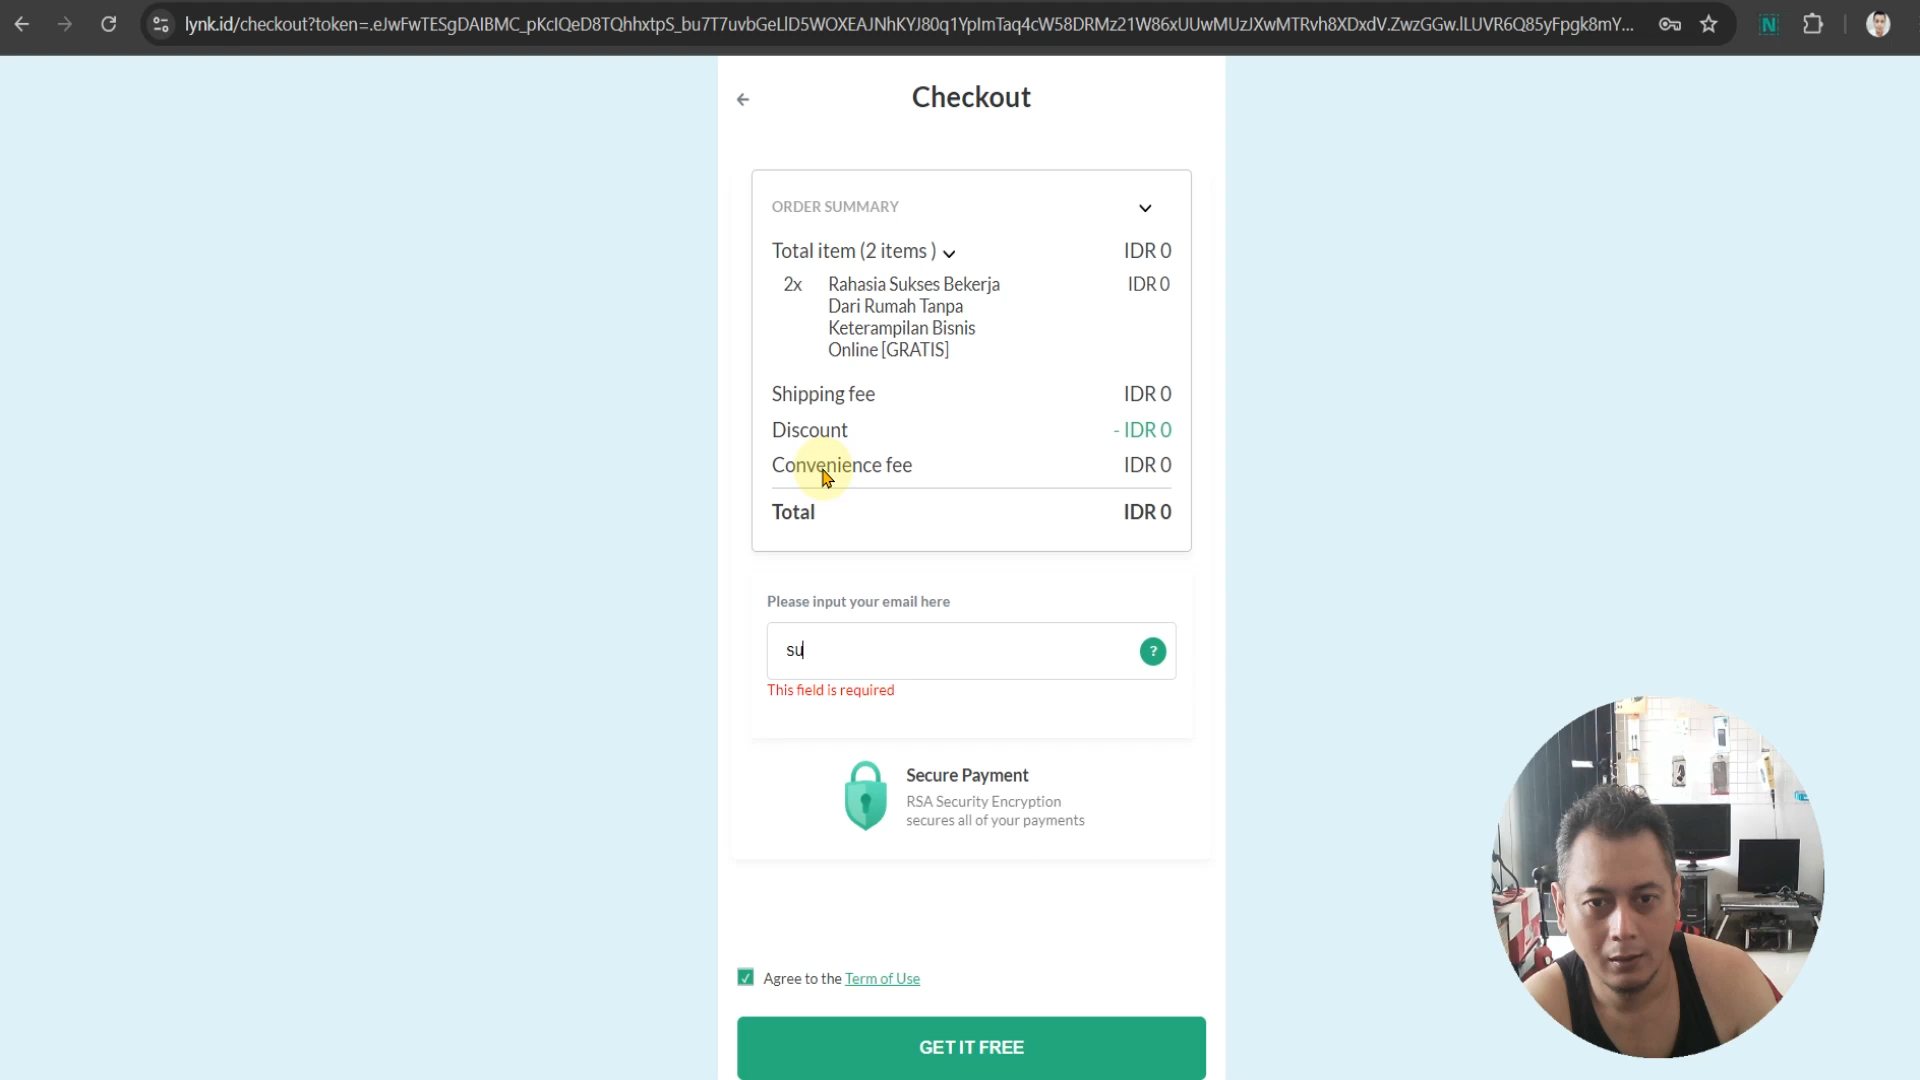 lynk.id/checkout?token=.eJwFwTESgDAIBMC_pKcIQeD8TQhhxtpS_bu7T7uvbGeLlD5WOXEAJNhKYJ80q1YpImTaq4cW58DRMz21W86xUUwMUzJXwMTRvh8XDxdV.ZwzGGw.lLUVR6Q85yFpgk8mY...
N
Checkout
ORDER SUMMARY
Total item (2 items ) IDR 0
2x Rahasia Sukses Bekerja IDR 0
Dari Rumah Tanpa
Keterampilan Bisnis
Online [GRATIS]
Shipping fee IDR 0
Discount - IDR 0
Convenience fee IDR 0
Total IDR 0
Please input your email here
su ?
This field is required
Secure Payment
RSA Security Encryption
secures all of your payments
Agree to the Term of Use
GET IT FREE